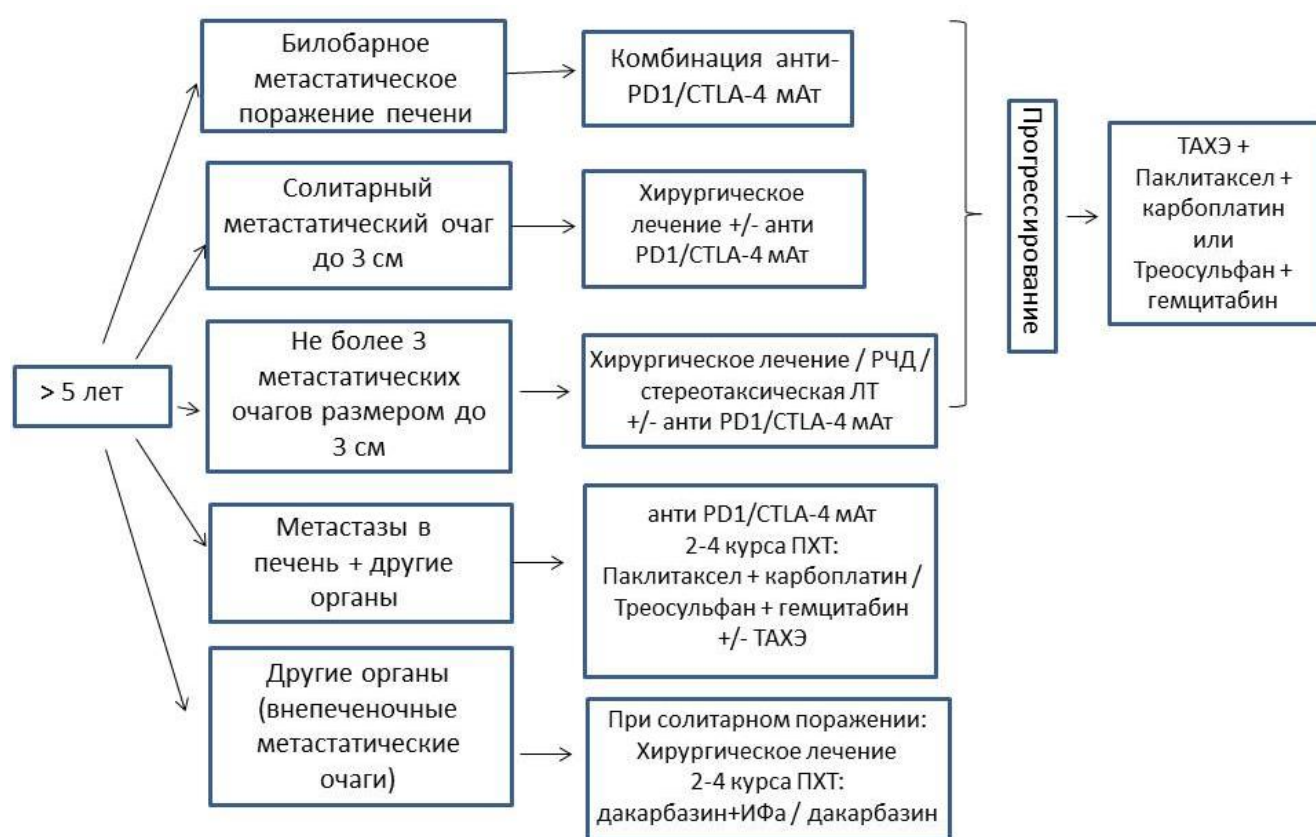 > 5 лет
Билобарное
метастатическое
поражение печени
Комбинация анти-
PD1/CTLA-4 мАт
Солитарный
метастатический очаг
до 3 см
Хирургическое
лечение +/- анти
PD1/CTLA-4 мАт
Не более 3
метастатических
очагов размером до
3 см
Хирургическое лечение / РЧД /
стереотаксическая ЛТ
+/- анти PD1/CTLA-4 мАт
Метастазы в
печень + другие
органы
анти PD1/CTLA-4 мАт
2-4 курса ПХТ:
Паклитаксел + карбоплатин /
Треосульфан + гемцитабин
+/- ТАХЭ
Другие органы
(внепеченочные
метастатические
очаги)
При солитарном поражении:
Хирургическое лечение
2-4 курса ПХТ:
дакарбазин+ИФа / дакарбазин
Прогрессирование
ТАХЭ +
Паклитаксел +
карбоплатин
или
Треосульфан +
гемцитабин